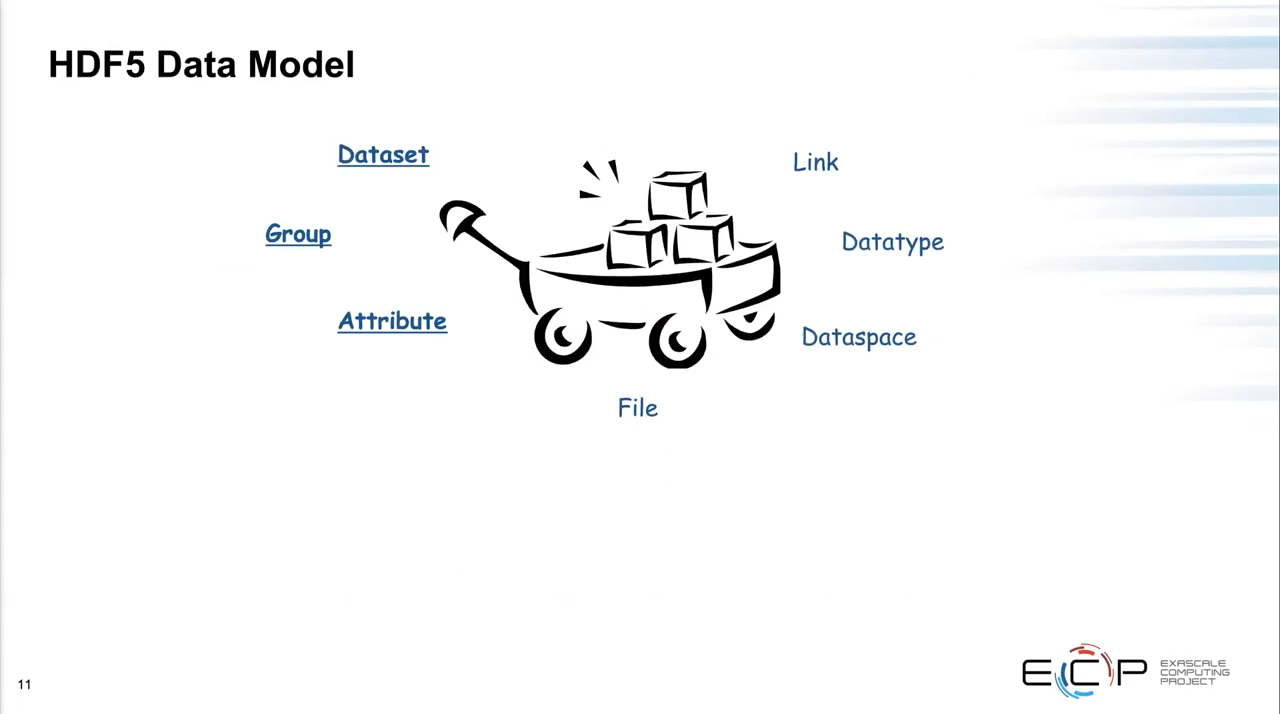 HDF5 Data Model
Dataset
Link
Group
Datatype
Attribute
Dataspace
File
11
ECP
EXASCALE
COMPUTING
PROJECT